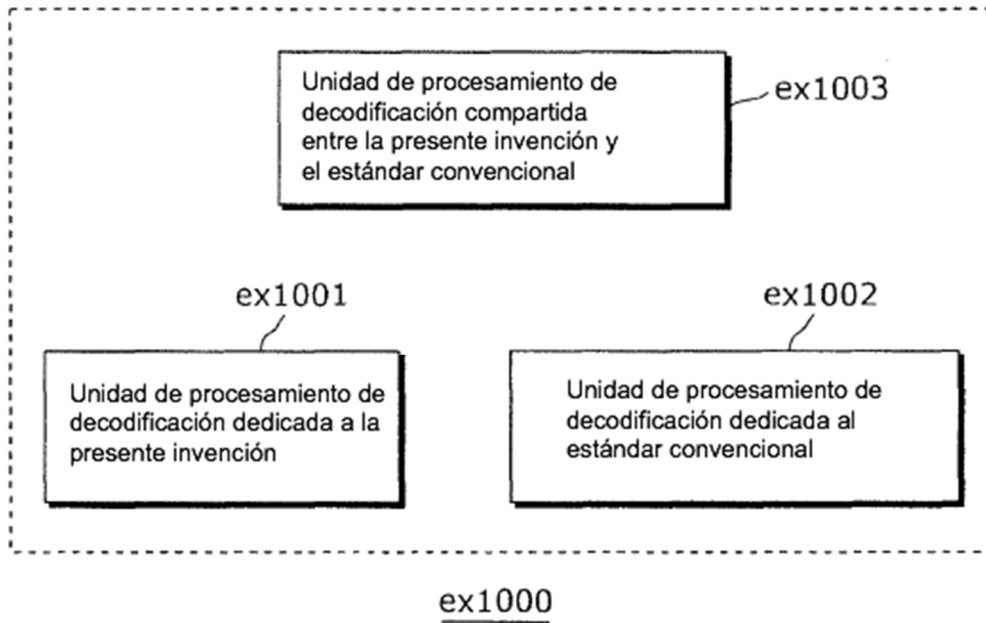 Unidad de procesamiento de
decodificación compartida
entre la presente invención y
el estándar convencional
ex1003
ex1001
ex1002
Unidad de procesamiento de
decodificación dedicada a la
presente invención
Unidad de procesamiento de
decodificación dedicada al
estándar convencional
ex1000